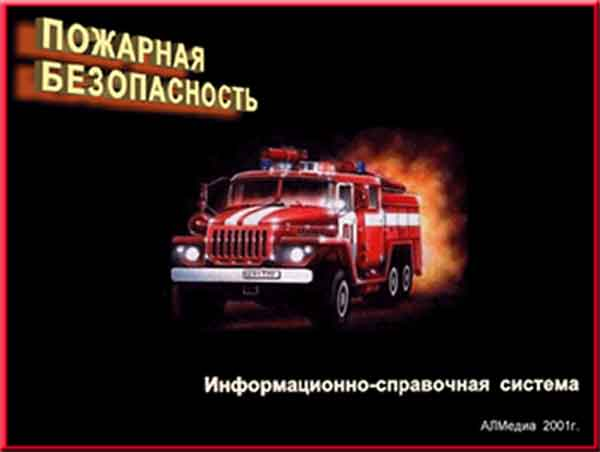 ПОЖАРНАЯ
БЕЗОПАСНОСТЬ
Информационно-справочная система
АЛМедиа 2001г.